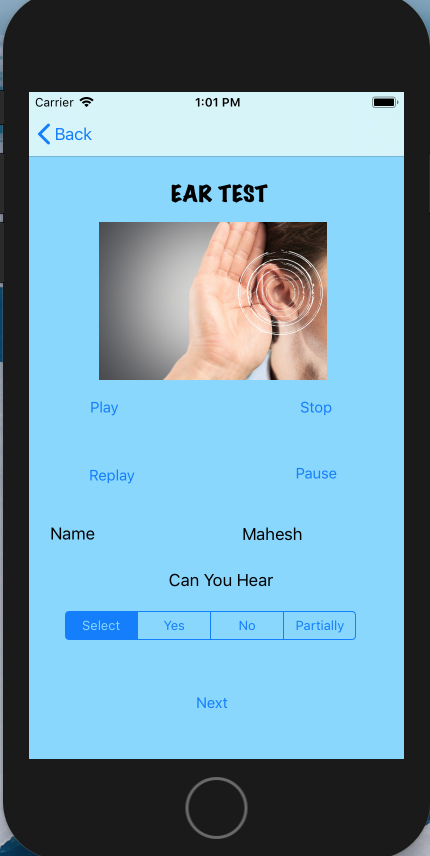 Carrier 1:01 PM
Back
EAR TEST
Play Stop
Replay Pause
Name Mahesh
Can You Hear
Select Yes No Partially
Next